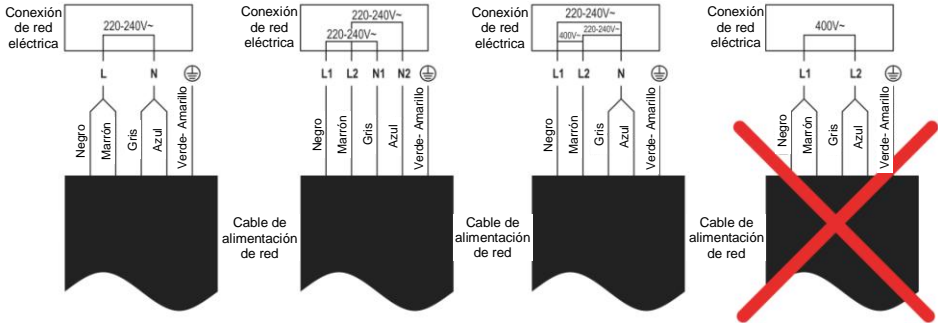 Conexión
de red
eléctrica
220-240V~
L
N
Negro
Marrón
Gris
Azul
Verde- Amarillo
Conexión
de red
eléctrica
220-240V~
220-240V~
L1
L2
N1
N2
Negro
Marrón
Gris
Azul
Verde- Amarillo
Cable de
alimentación
de red
Conexión
de red
eléctrica
220-240V~
400V~
220-240V~
L1
L2
N
Negro
Marrón
Gris
Azul
Verde- Amarillo
Cable de
alimentación
de red
Conexión
de red
eléctrica
400V~
L1
L2
Negro
Marrón
Gris
Azul
Verde- Amarillo
Cable de
alimentación
de red